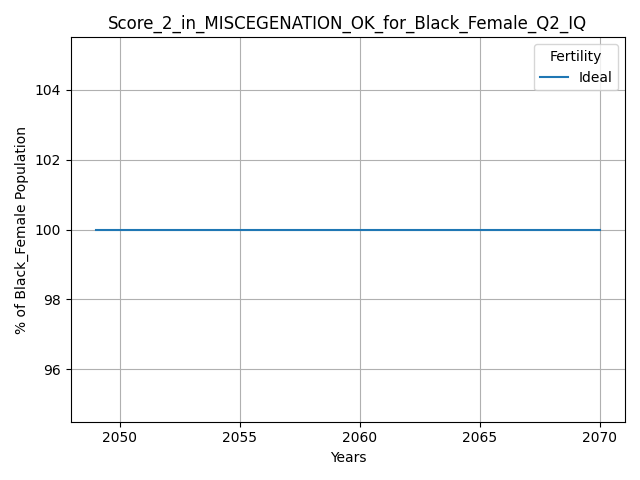 Score_2_in_MISCEGENATION_OK_for_Black_Female_Q2_IQ
Fertility
Ideal
104
102
100
98
96
% of Black_Female Population
2050
2055
2060
2065
2070
Years